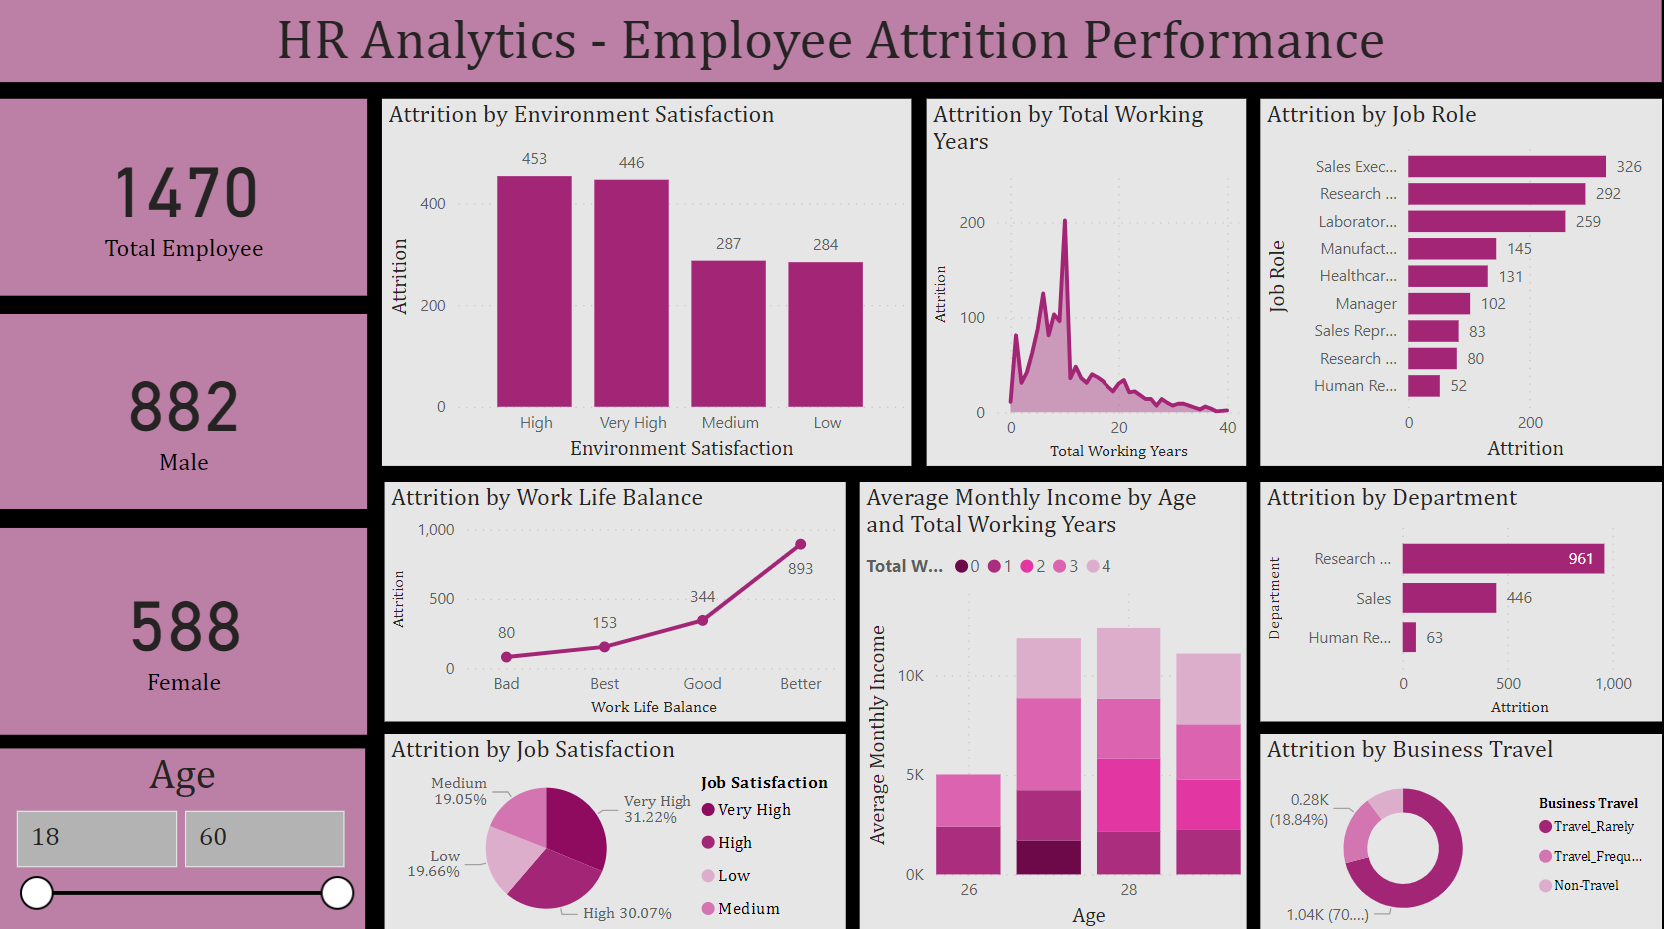 HR Analytics - Employee Attrition Performance
1470
Total Employee
882
Male
588
Female
Age
18
60
Attrition by Environment Satisfaction
Attrition
400
200
0
453
446
287
284
High
Very High
Medium
Low
Environment Satisfaction
Attrition by Total Working
Years
Attrition
200
100
0
0
20
40
Total Working Years
Attrition by Job Role
Job Role
Sales Exec... 326
Research ... 292
Laborator... 259
Manufact... 145
Healthcar... 131
Manager 102
Sales Repr... 83
Research ... 80
Human Re... 52
0
200
Attrition
Attrition by Work Life Balance
Attrition
1,000
500
0
80
153
344
893
Bad
Best
Good
Better
Work Life Balance
Average Monthly Income by Age
and Total Working Years
Total W... 0 1 2 3 4
Average Monthly Income
10K
5K
0K
26
28
Age
Attrition by Department
Department
Research ... 961
Sales 446
Human Re... 63
0
500
1,000
Attrition
Attrition by Job Satisfaction
Medium
19.05%
Very High
31.22%
Low
19.66%
High 30.07%
Job Satisfaction
Very High
High
Low
Medium
Attrition by Business Travel
0.28K
(18.84%)
1.04K (70....)
Business Travel
Travel_Rarely
Travel_Frequ...
Non-Travel